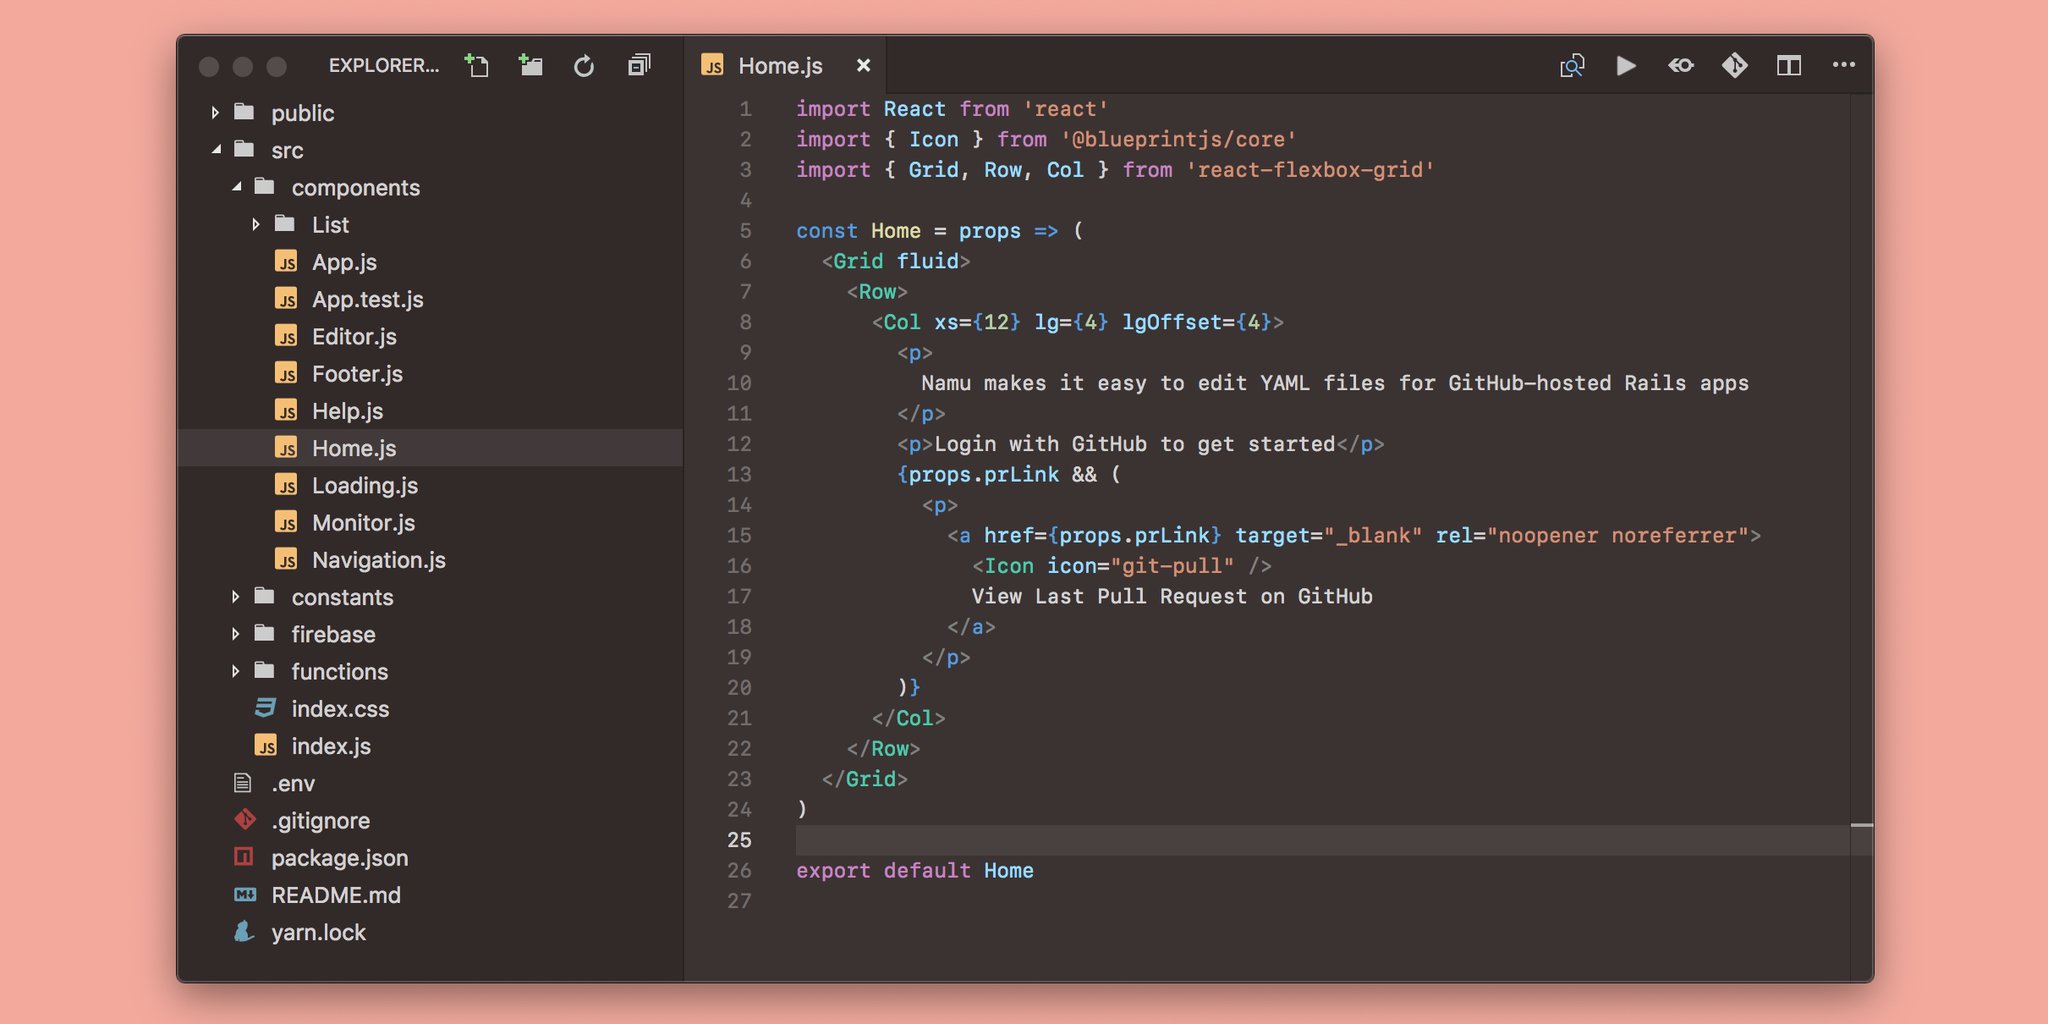 EXPLORER...
public
src
components
List
App.js
App.test.js
Editor.js
Footer.js
Help.js
Home.js
Loading.js
Monitor.js
Navigation.js
constants
firebase
functions
index.css
index.js
.env
.gitignore
package.json
README.md
yarn.lock
JS Home.js ×
1 import React from 'react'
2 import { Icon } from '@blueprintjs/core'
3 import { Grid, Row, Col } from 'react-flexbox-grid'
4
5 const Home = props => (
6   <Grid fluid>
7     <Row>
8       <Col xs={12} lg={4} lgOffset={4}>
9         <p>
10           Namu makes it easy to edit YAML files for GitHub-hosted Rails apps
11         </p>
12         <p>Login with GitHub to get started</p>
13         {props.prLink && (
14           <p>
15             <a href={props.prLink} target="_blank" rel="noopener noreferrer">
16               <Icon icon="git-pull" />
17               View Last Pull Request on GitHub
18             </a>
19           </p>
20         )}
21       </Col>
22     </Row>
23   </Grid>
24 )
25
26 export default Home
27